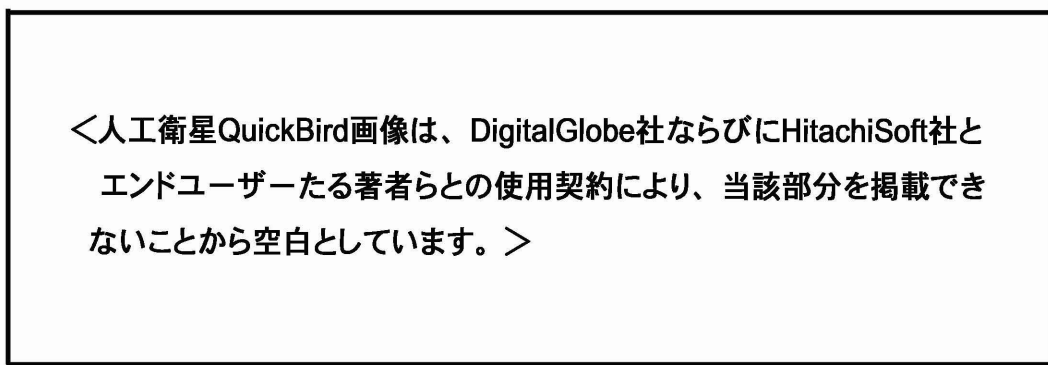 ＜人工衛星QuickBird画像は、DigitalGlobe社ならびにHitachiSoft社と
エンドユーザーたる著者らとの使用契約により、当該部分を掲載でき
ないことから空白としています。＞